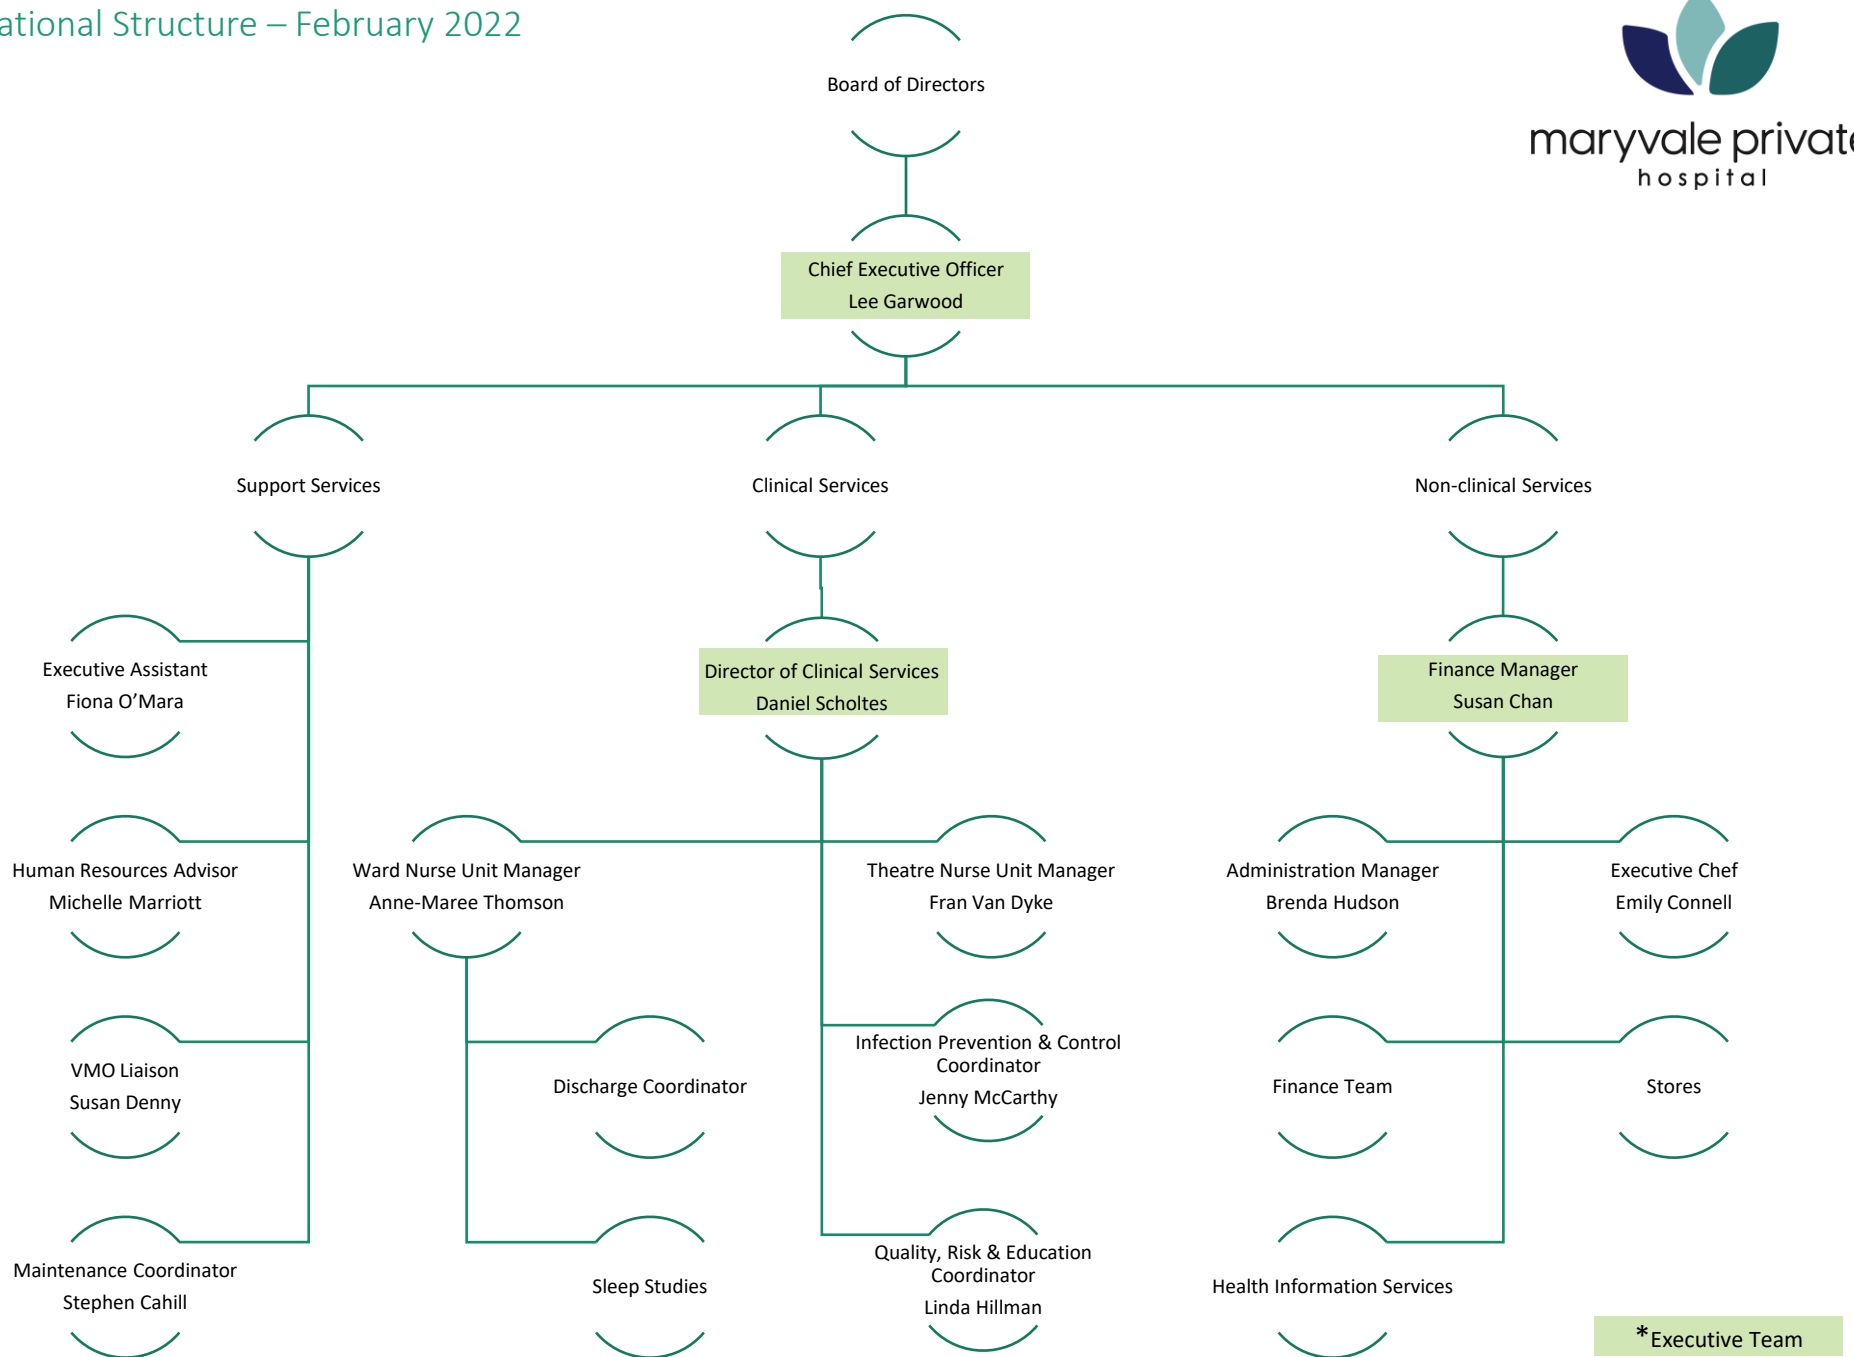 ational Structure – February 2022
maryvale private
hospital
Board of Directors
Chief Executive Officer
Lee Garwood
Support Services
Clinical Services
Non-clinical Services
Executive Assistant
Fiona O’Mara
Director of Clinical Services
Daniel Scholtes
Finance Manager
Susan Chan
Human Resources Advisor
Michelle Marriott
Ward Nurse Unit Manager
Anne-Maree Thomson
Theatre Nurse Unit Manager
Fran Van Dyke
Administration Manager
Brenda Hudson
Executive Chef
Emily Connell
VMO Liaison
Susan Denny
Discharge Coordinator
Infection Prevention & Control
Coordinator
Jenny McCarthy
Finance Team
Stores
Maintenance Coordinator
Stephen Cahill
Sleep Studies
Quality, Risk & Education
Coordinator
Linda Hillman
Health Information Services
*Executive Team